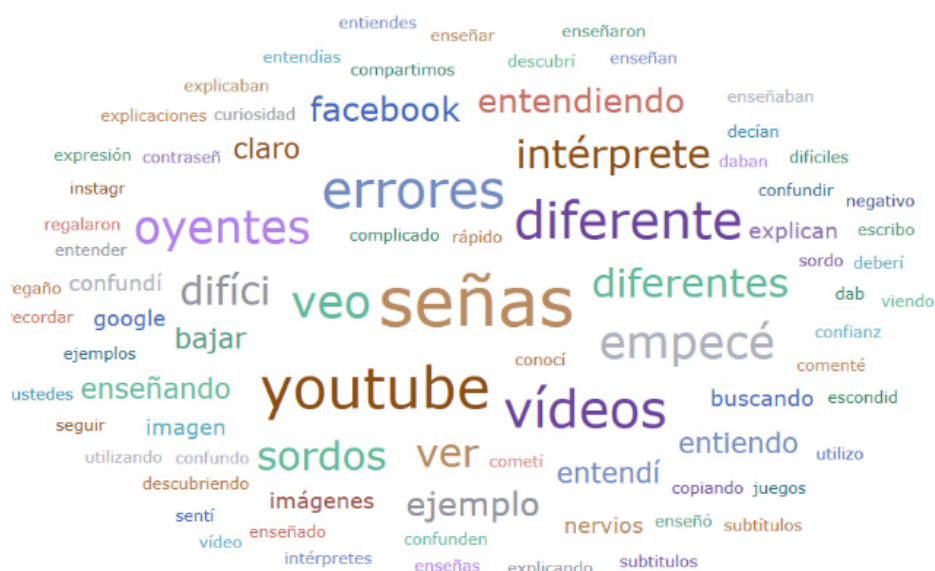 entiendes
enseñar
enseñaron
entendías
compartimos
descubrí
enseñan
explicaban
facebook
entendiendo
enseñaban
explicaciones
curiosidad
decían
expresión
contraseñ
claro
intérprete
daban
difíciles
instagr
errores
confundir
negativo
regalaron
oyentes
diferente
explican
escribo
entender
complicado
rápido
sordo
deberí
regaño
confundí
difíci
veo
señas
diferentes
dab
viendo
recordar
google
bajar
empecé
confianz
ejemplos
conocí
comenté
ustedes
enseñando
youtube
vídeos
buscando
escondid
seguir
imagen
entiendo
utilizando
confundo
sordos
ver
cometí
entendí
utilizo
descubriendo
copiando
juegos
sentí
imágenes
ejemplo
nervios
enseñó
subtítulos
vídeo
enseñado
confunden
intérpretes
enseñas
explicando
subtitulos